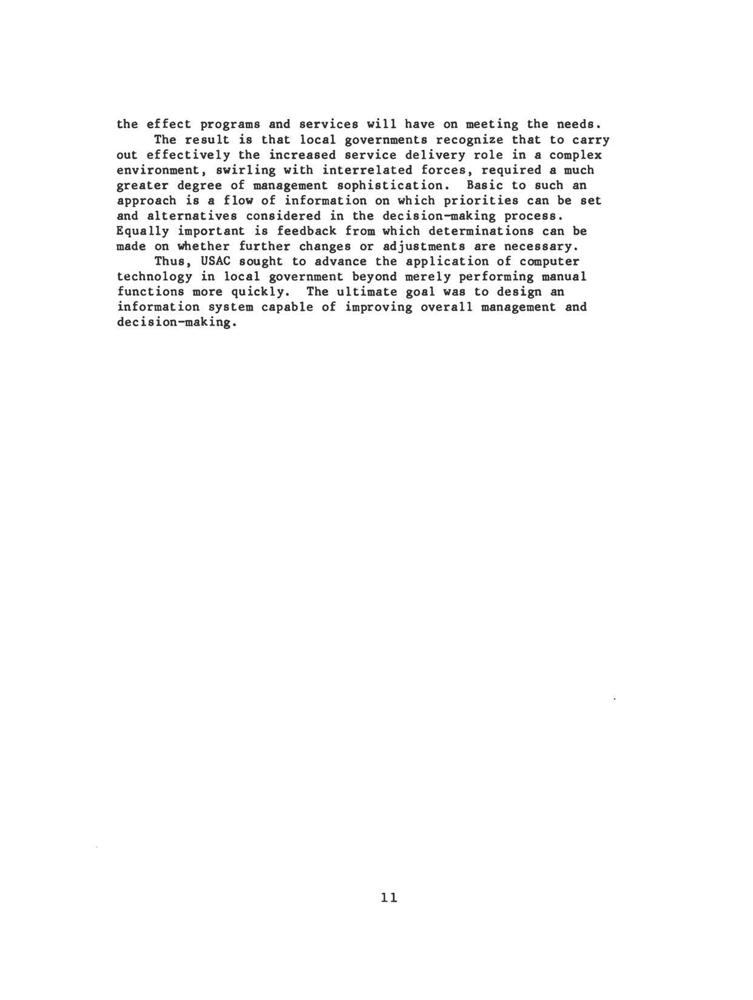 the effect programs and services will have on meeting the needs.
The result is that local governments recognize that to carry
out effectively the increased service delivery role in a complex
environment, swirling with interrelated forces, required a much
greater degree of management sophistication. Basic to such an
approach is a flow of information on which priorities can be set
and alternatives considered in the decision-making process.
Equally important is feedback from which determinations can be
made on whether further changes or adjustments are necessary.
Thus, USAC sought to advance the application of computer
technology in local government beyond merely performing manual
functions more quickly. The ultimate goal was to design an
information system capable of improving overall management and
decision-making.
11